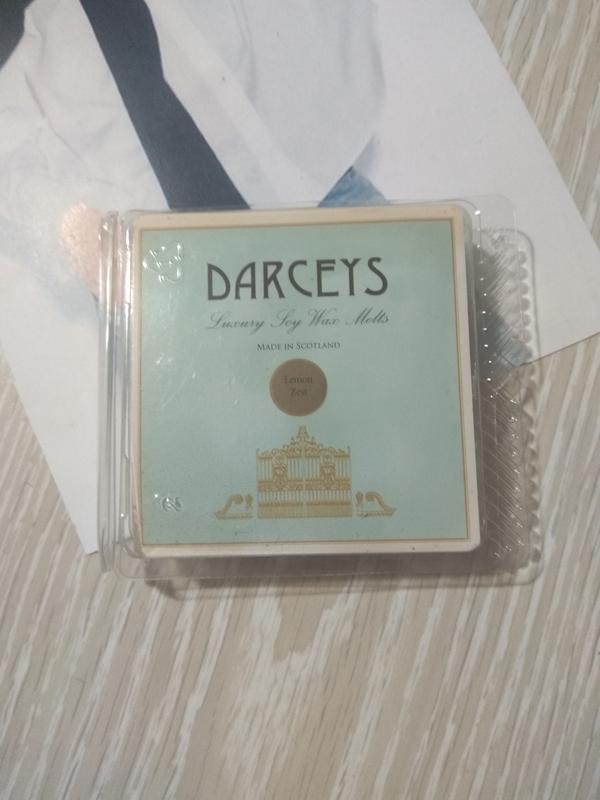 DARCEYS
Luxury Soy Wax Melts
MADE IN SCOTLAND
Lemon
Zest